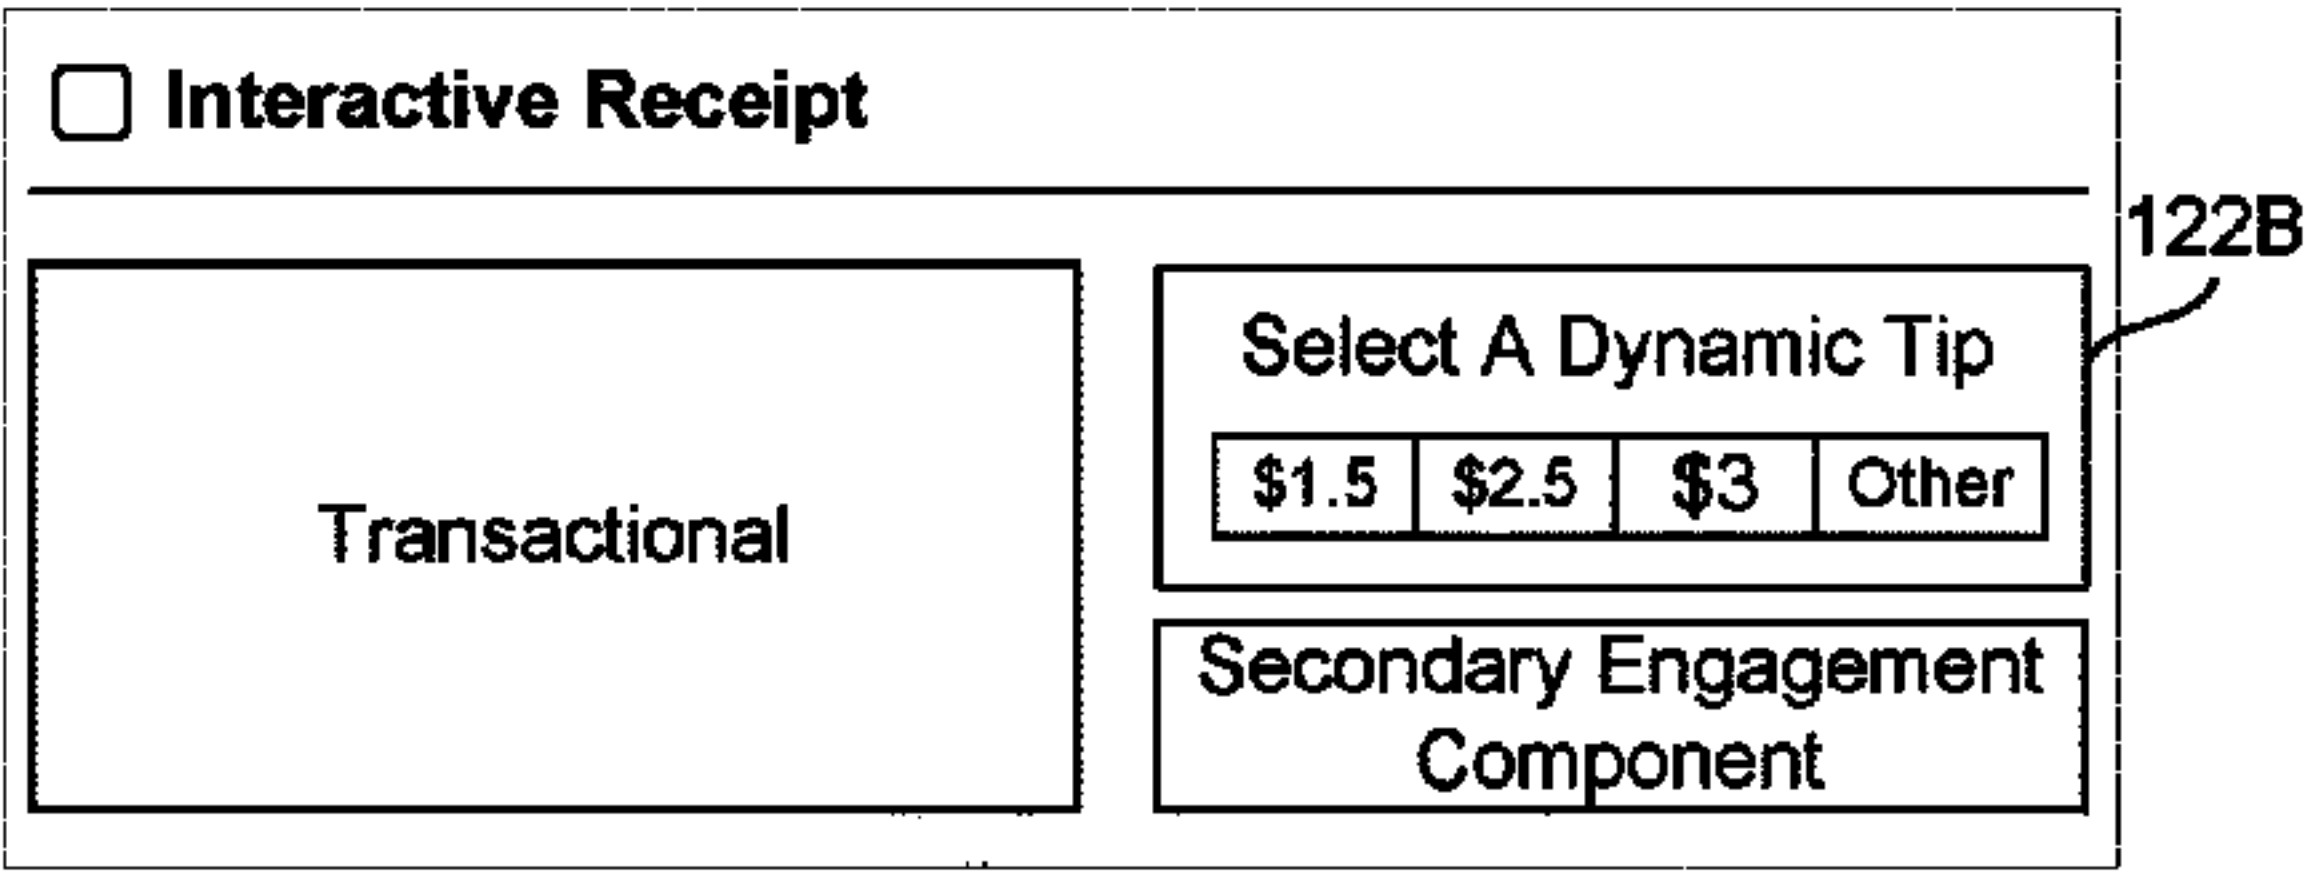 Interactive Receipt
122B
Transactional
Select A Dynamic Tip
$1.5 $2.5 $3 Other
Secondary Engagement
Component